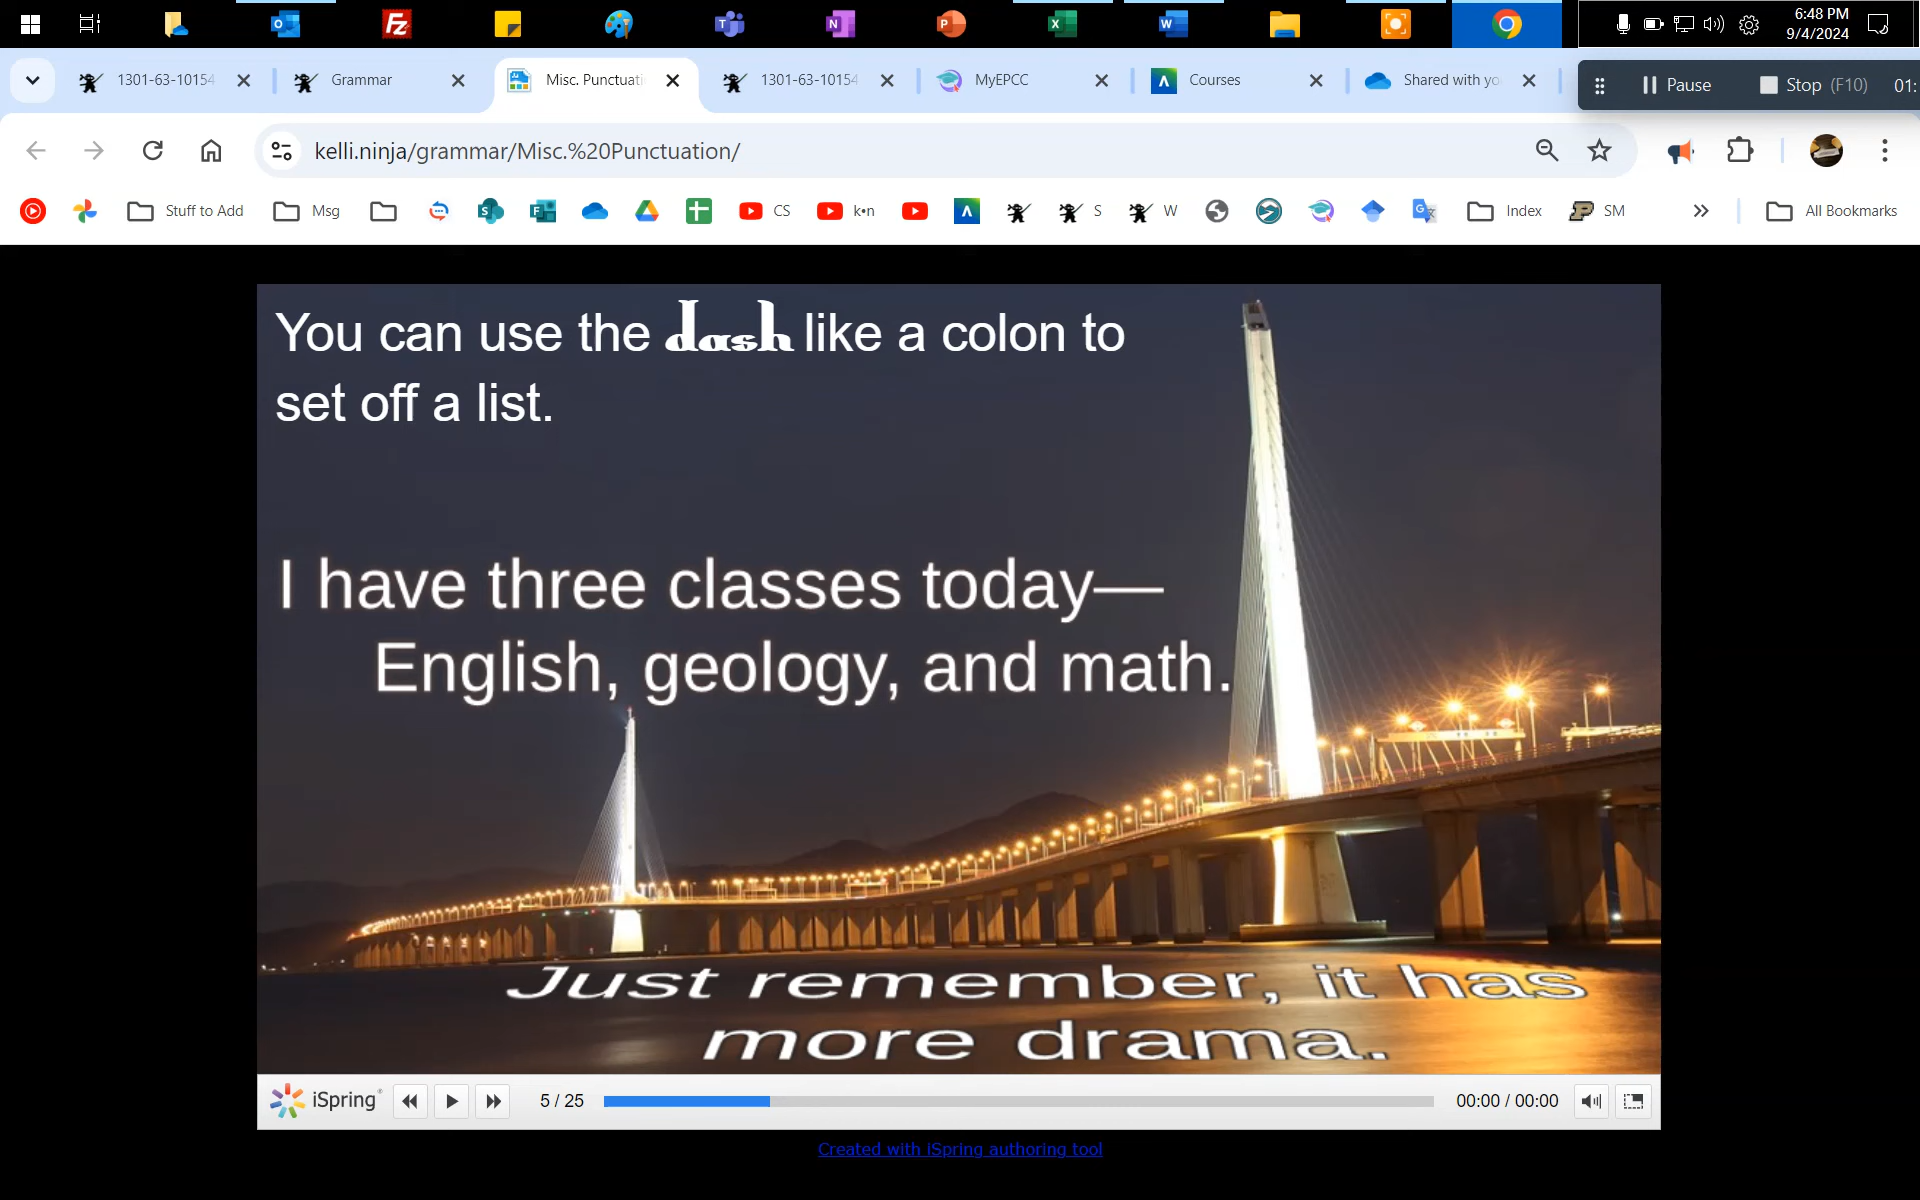 6:48 PM
9/4/2024
1301-63-10154
Grammar
Misc. Punctuati
1301-63-10154
MyEPCC
Courses
Shared with yo
Pause
Stop (F10)
01:
kelli.ninja/grammar/Misc.%20Punctuation/
Stuff to Add
Msg
CS
k•n
S
W
Index
SM
All Bookmarks
You can use the dash like a colon to
set off a list.
I have three classes today—
English, geology, and math.
Just remember, it has
more drama.
iSpring
5 / 25
00:00 / 00:00
Created with iSpring authoring tool